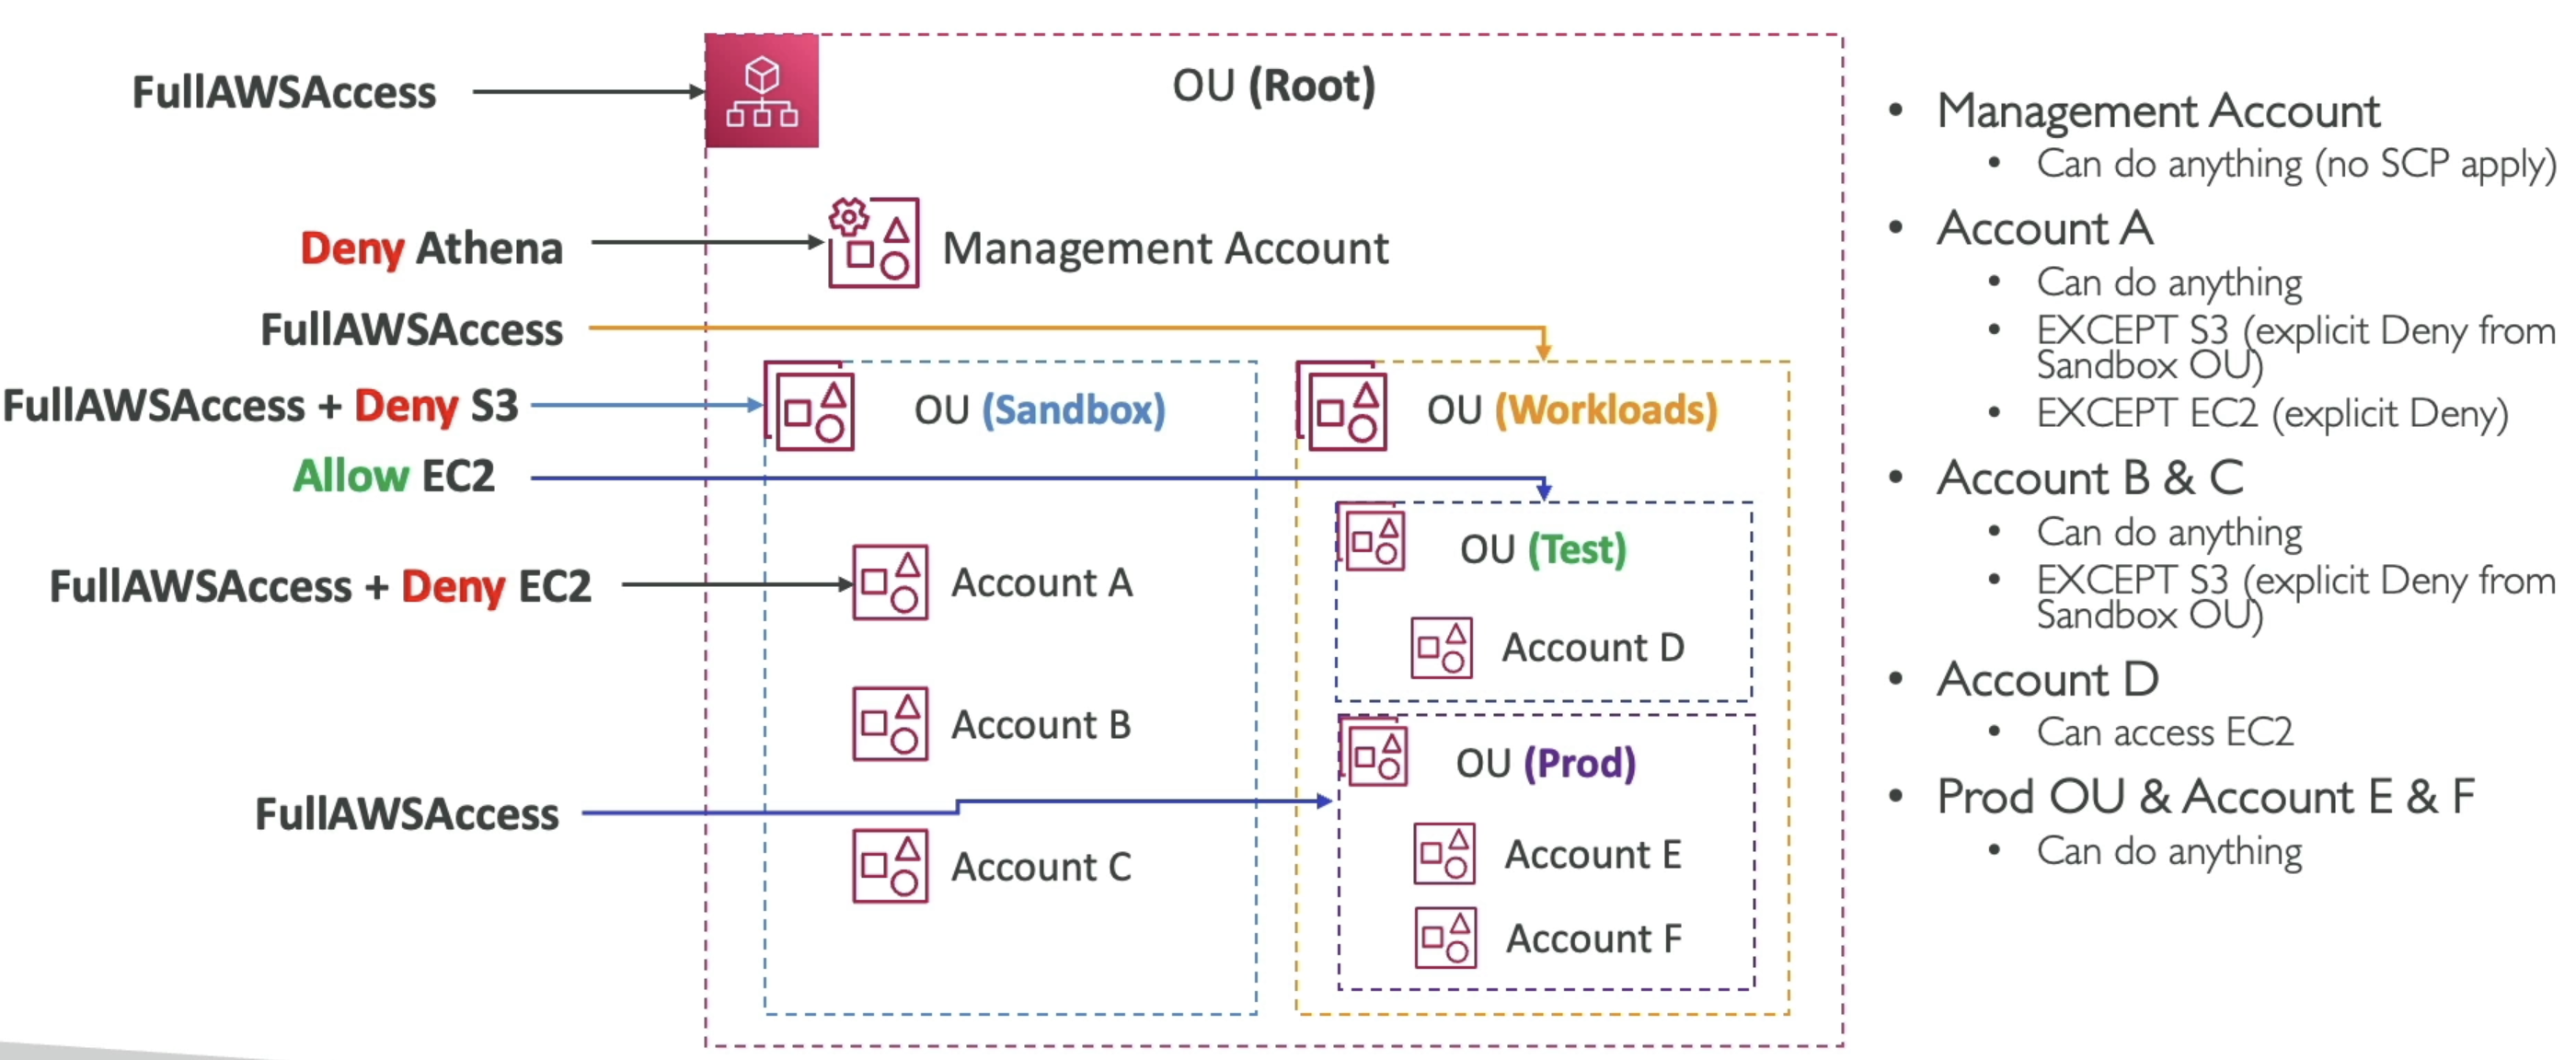 FullAWSAccess
OU (Root)
Deny Athena
Management Account
FullAWSAccess
FullAWSAccess + Deny S3
OU (Sandbox)
OU (Workloads)
Allow EC2
OU (Test)
FullAWSAccess + Deny EC2
Account A
Account D
Account B
OU (Prod)
FullAWSAccess
Account C
Account E
Account F
• Management Account
• Can do anything (no SCP apply)
• Account A
• Can do anything
• EXCEPT S3 (explicit Deny from
Sandbox OU)
• EXCEPT EC2 (explicit Deny)
• Account B & C
• Can do anything
• EXCEPT S3 (explicit Deny from
Sandbox OU)
• Account D
• Can access EC2
• Prod OU & Account E & F
• Can do anything